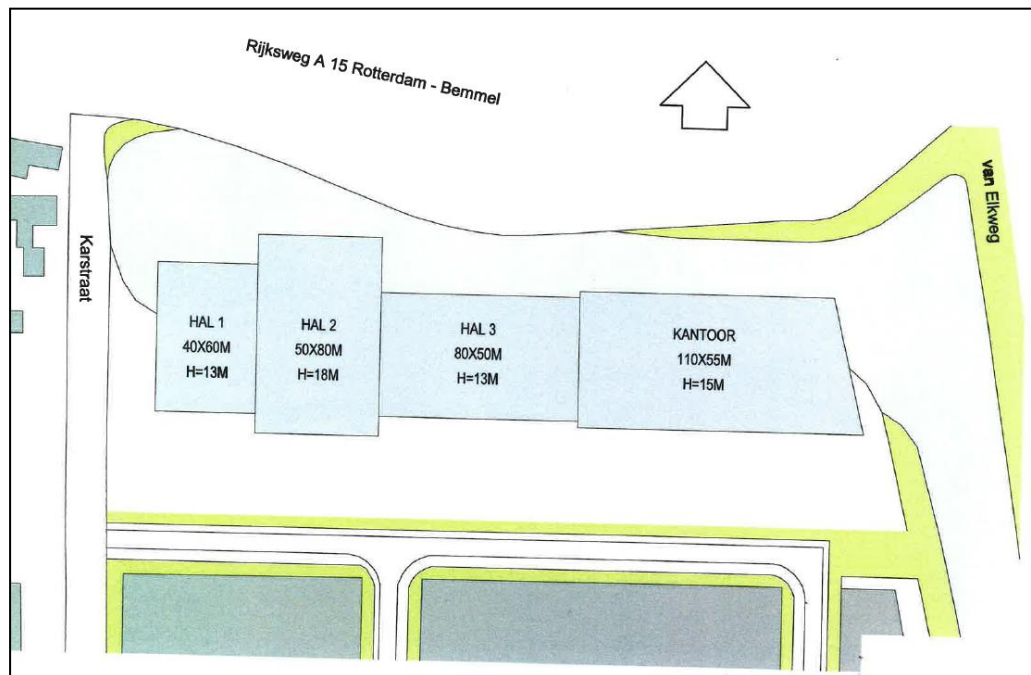 Rijksweg A 15 Rotterdam - Bemmel
van Elkweg
Karstraat
HAL 1
40X60M
H=13M
HAL 2
50X80M
H=18M
HAL 3
80X50M
H=13M
KANTOOR
110X55M
H=15M